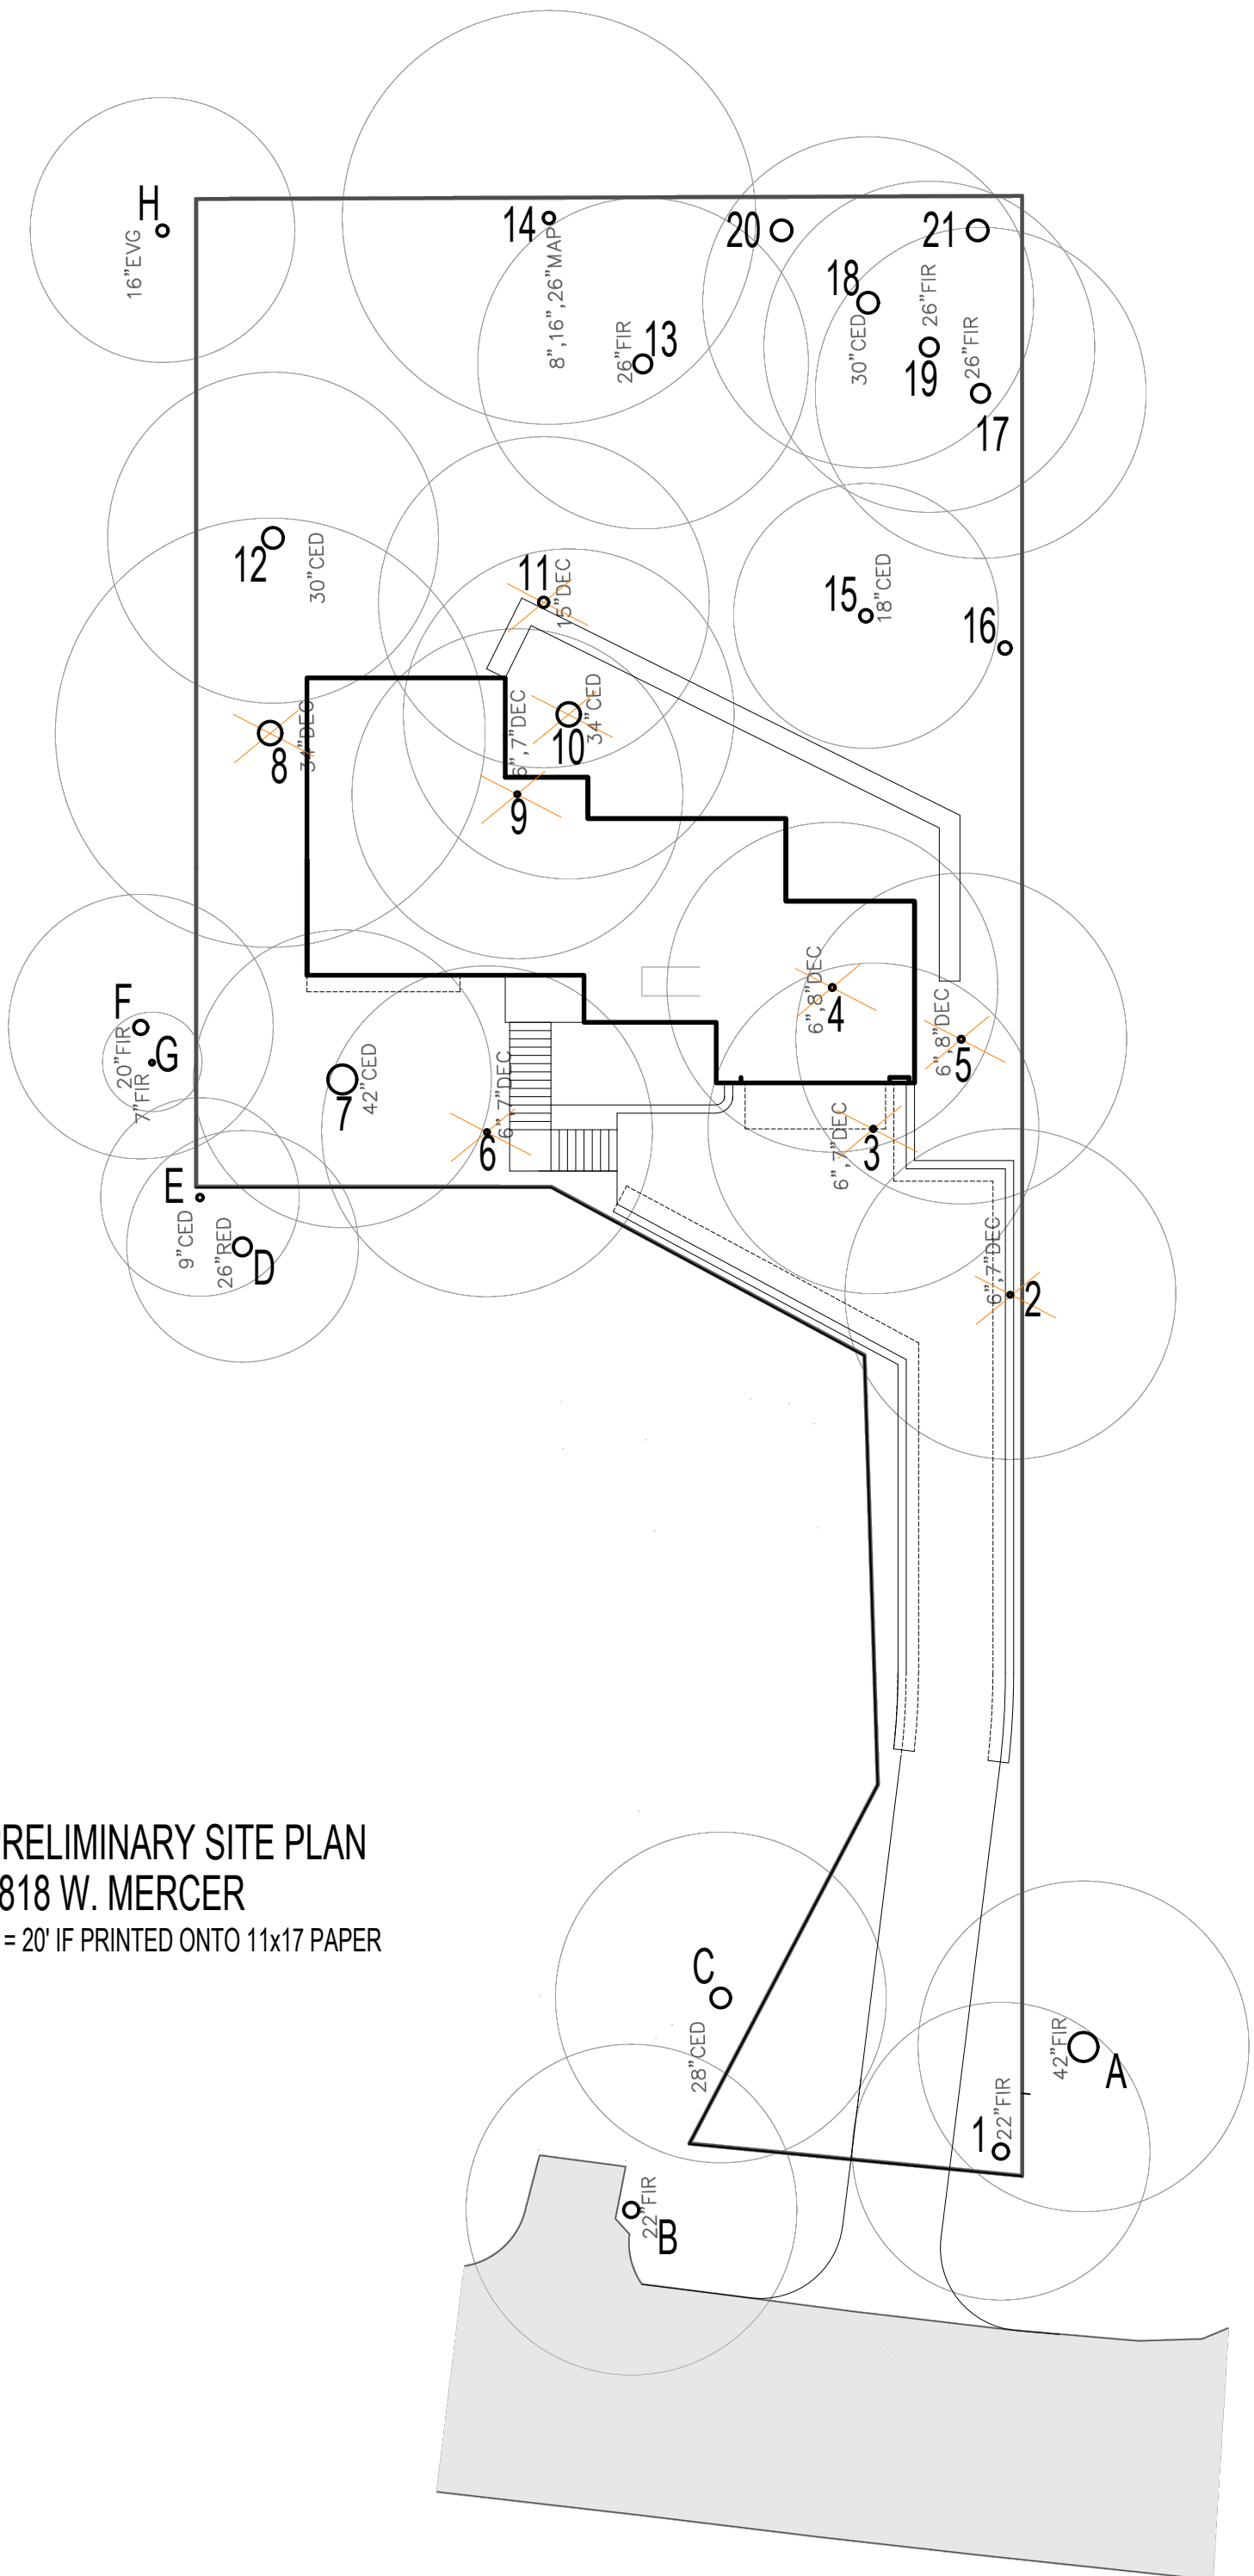 H
16"EVG
14
8",16",26"MAP
20
21
18
30"CED
26"FIR
19
26"FIR
17
26"FIR
13
12
30"CED
11
15"DEC
15
18"CED
16
8
34"DEC
6",7"DEC
9
10
34"CED
F
20"FIR
G
7"FIR
7
42"CED
6",7"DEC
6
6",8"DEC
4
6",8"DEC
5
6",7"DEC
3
E
9"CED
26"RED
D
6",7"DEC
2
PRELIMINARY SITE PLAN
818 W. MERCER
= 20' IF PRINTED ONTO 11x17 PAPER
C
28"CED
42"FIR
A
1
22"FIR
22"FIR
B